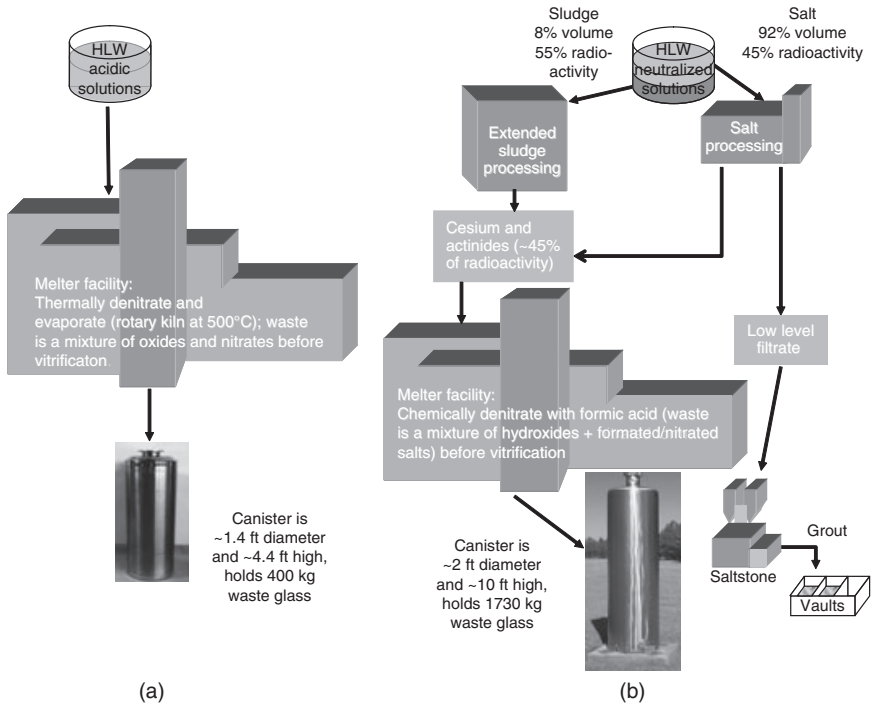 HLW
acidic
solutions
Melter facility:
Thermally denitrate and
evaporate (rotary kiln at 500°C); waste
is a mixture of oxides and nitrates before
vitrificaton.
Canister is
~1.4 ft diameter
and ~4.4 ft high,
holds 400 kg
waste glass
(a)
Sludge
8% volume
55% radio-
activity
HLW
neutralized
solutions
Salt
92% volume
45% radioactivity
Extended
sludge
processing
Salt
processing
Cesium and
actinides (~45%
of radioactivity)
Low level
filtrate
Melter facility:
Chemically denitrate with formic acid (waste
is a mixture of hydroxides + formated/nitrated
salts) before vitrification
Canister is
~2 ft diameter
and ~10 ft high,
holds 1730 kg
waste glass
Saltstone
Grout
Vaults
(b)